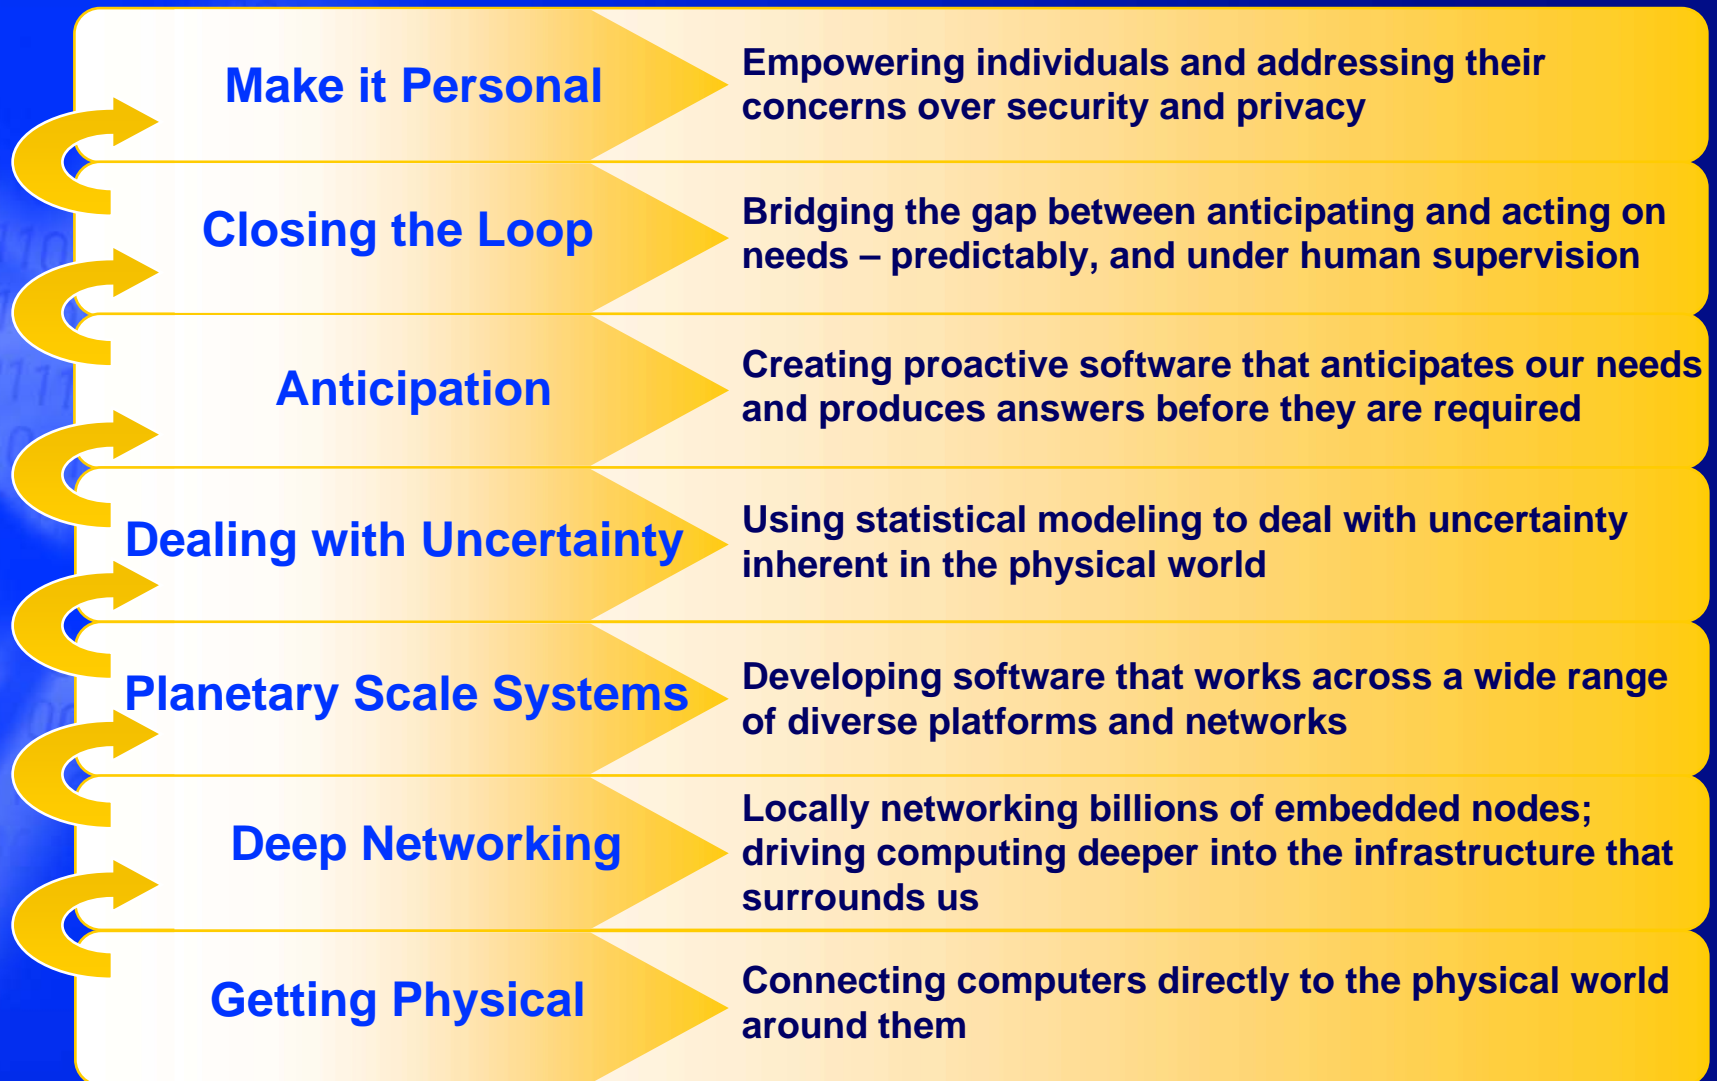 Make it Personal
Empowering individuals and addressing their
concerns over security and privacy
Closing the Loop
Bridging the gap between anticipating and acting on
needs – predictably, and under human supervision
Anticipation
Creating proactive software that anticipates our needs
and produces answers before they are required
Dealing with Uncertainty
Using statistical modeling to deal with uncertainty
inherent in the physical world
Planetary Scale Systems
Developing software that works across a wide range
of diverse platforms and networks
Deep Networking
Locally networking billions of embedded nodes;
driving computing deeper into the infrastructure that
surrounds us
Getting Physical
Connecting computers directly to the physical world
around them